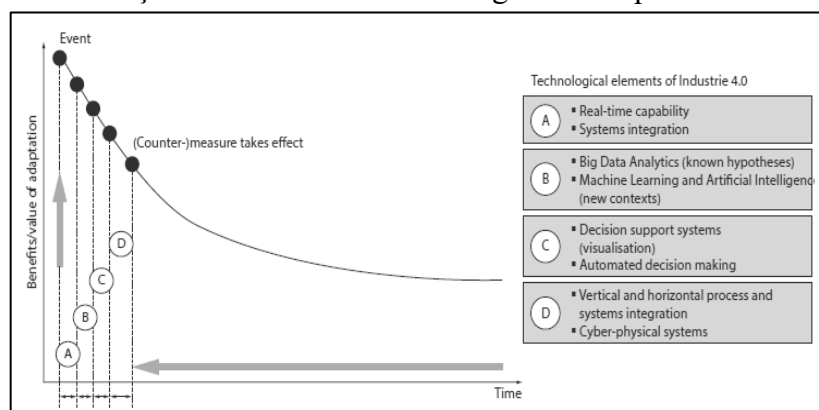 Event
(Counter-)measure takes effect
Benefits/value of adaptation
A
B
C
D
Time
Technological elements of Industrie 4.0
A
▪ Real-time capability
▪ Systems integration
B
▪ Big Data Analytics (known hypotheses)
▪ Machine Learning and Artificial Intelligenc
(new contexts)
C
▪ Decision support systems
(visualisation)
▪ Automated decision making
D
▪ Vertical and horizontal process and
systems integration
▪ Cyber-physical systems